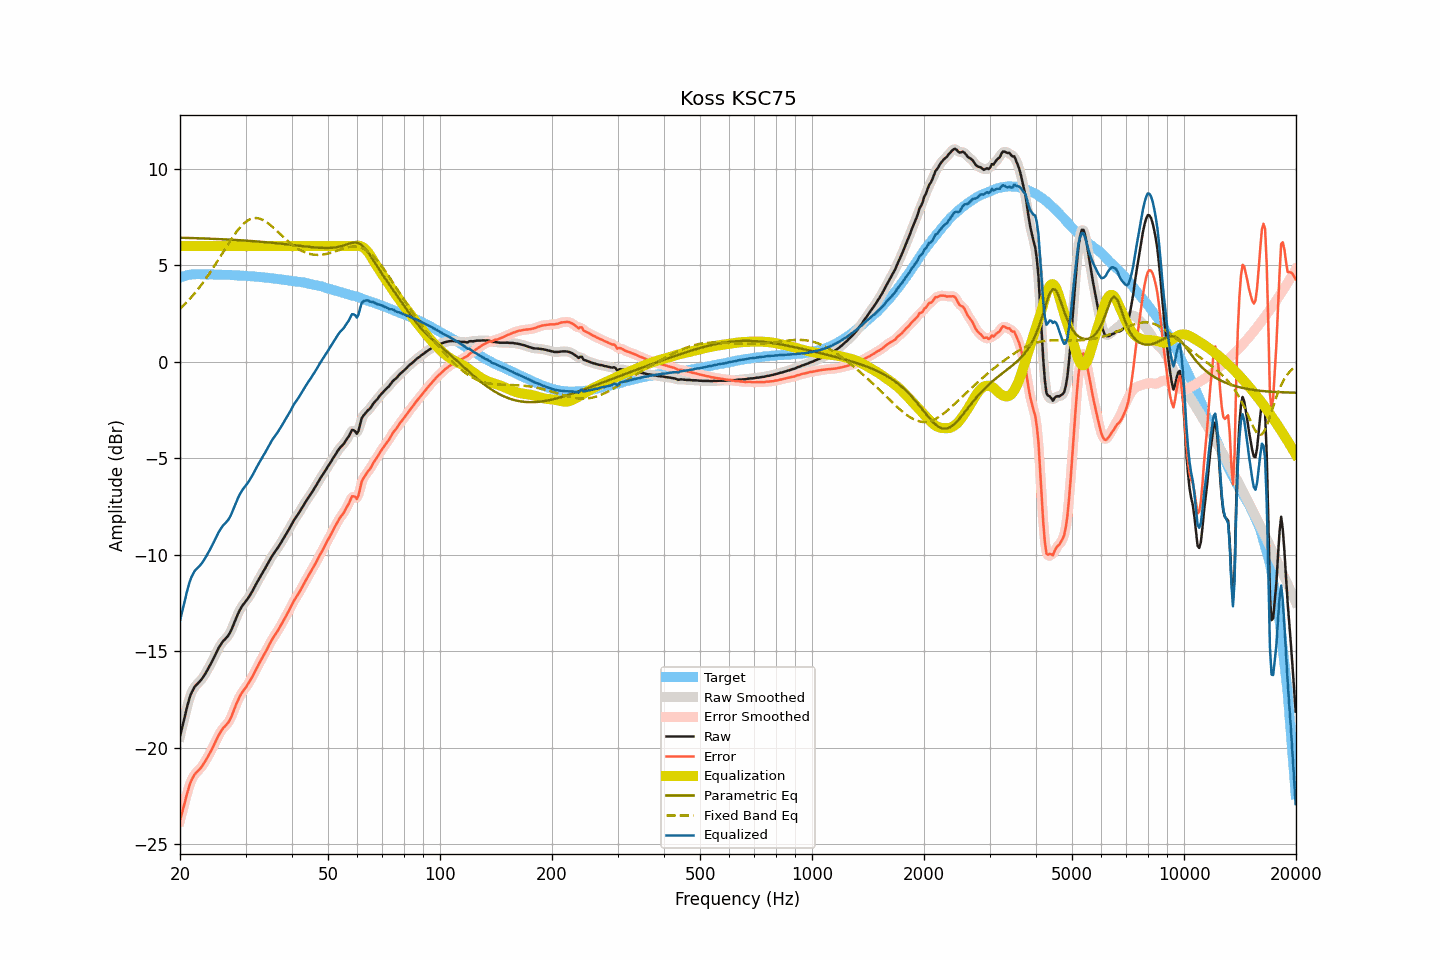 Koss KSC75
10
5
0
−5
−10
−15
−20
−25
Amplitude (dBr)
Target
Raw Smoothed
Error Smoothed
Raw
Error
Equalization
Parametric Eq
Fixed Band Eq
Equalized
20 50 100 200 500 1000 2000 5000 10000 20000
Frequency (Hz)